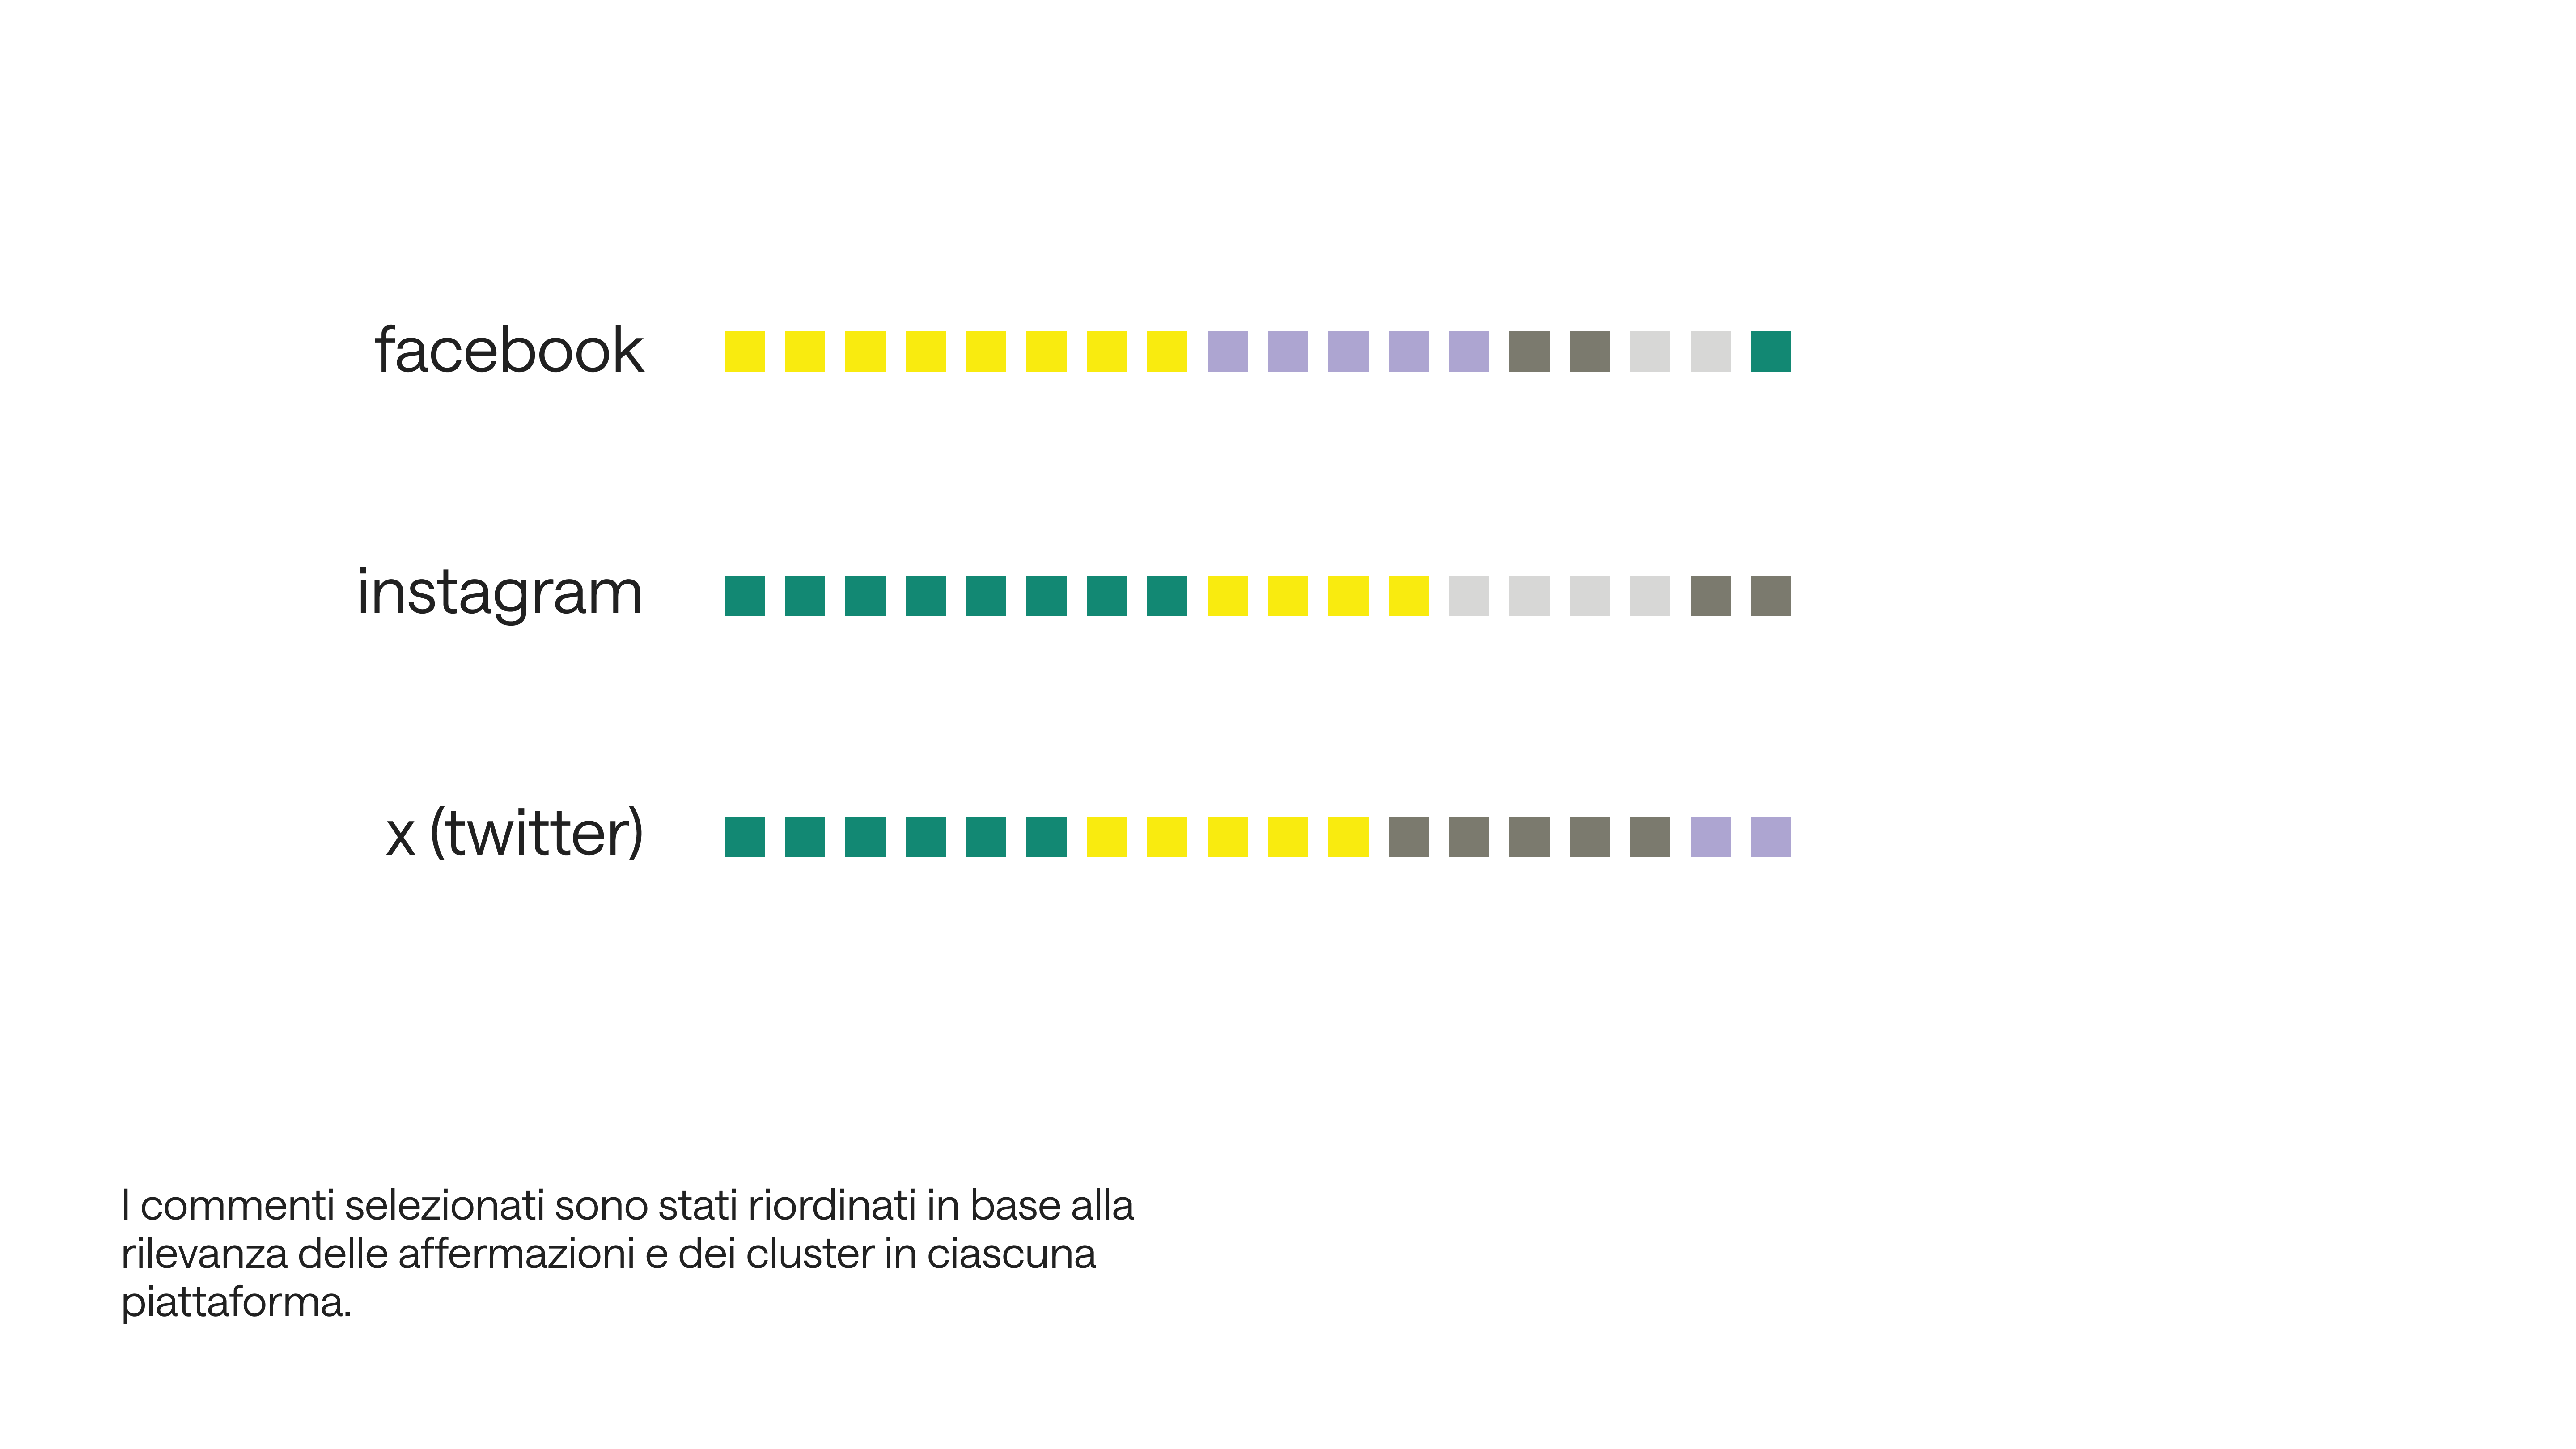 facebook
instagram
x (twitter)
I commenti selezionati sono stati riordinati in base alla
rilevanza delle affermazioni e dei cluster in ciascuna
piattaforma.